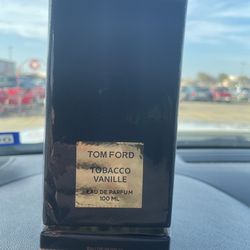 TOM FORD
TOBACCO
VANILLE
EAU DE PARFUM
100 ML